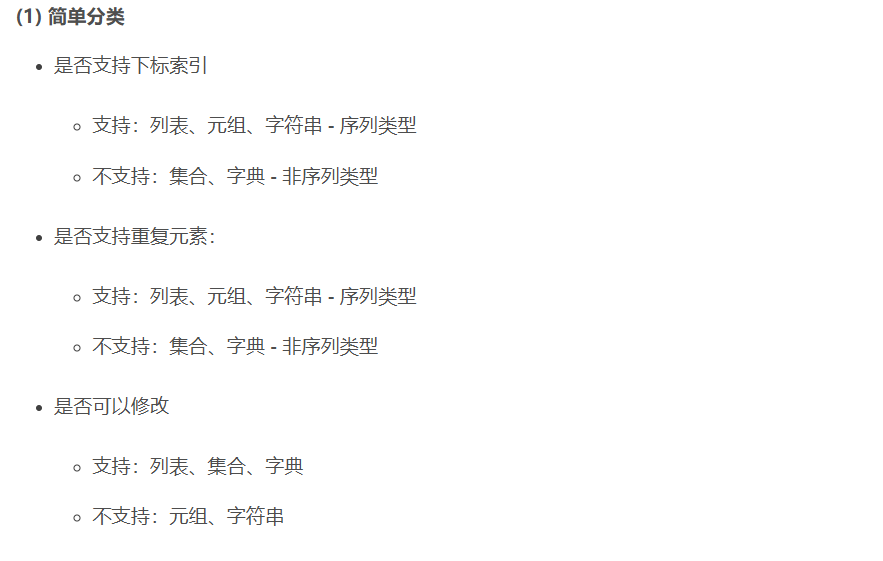 (1) 简单分类
是否支持下标索引
支持：列表、元组、字符串 - 序列类型
不支持：集合、字典 - 非序列类型
是否支持重复元素：
支持：列表、元组、字符串 - 序列类型
不支持：集合、字典 - 非序列类型
是否可以修改
支持：列表、集合、字典
不支持：元组、字符串